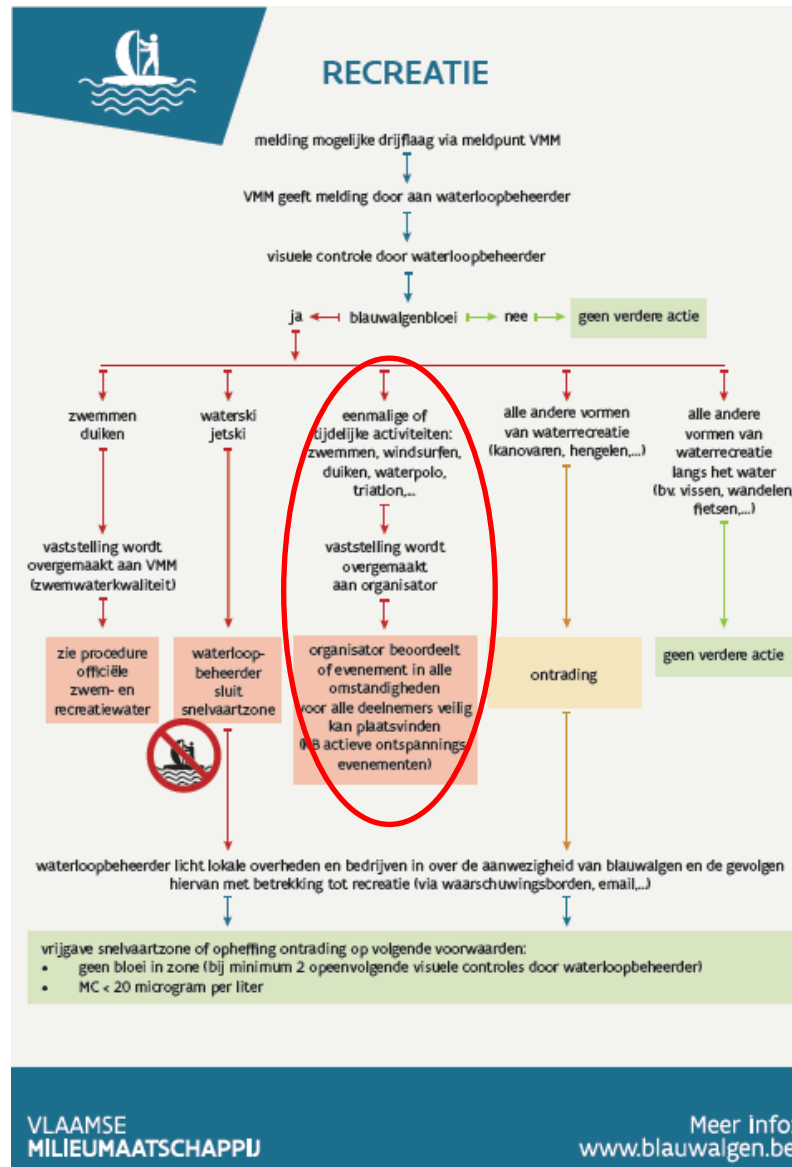 RECREATIE
melding mogelijke drijflaag via meldpunt VMM
VMM geeft melding door aan waterloopbeheerder
visuele controle door waterloopbeheerder
ja
blauwalgenbloei
nee
geen verdere actie
zwemmen
duiken
waterski
jetski
eenmalige of
tijdelijke activiteiten:
zwemmen, windsurfen,
duiken, waterpolo,
triatlon,...
alle andere vormen
van waterrecreatie
(kanovaren, hengelen,...)
alle andere
vormen van
waterrecreatie
langs het water
(bv. vissen, wandelen,
fietsen,...)
vaststelling wordt
overgemaakt aan VMM
(zwemwaterkwaliteit)
vaststelling wordt
overgemaakt
aan organisator
zie procedure
officiële
zwem- en
recreatiewater
waterloop-
beheerder
sluit
snelvaartzone
organisator beoordeelt
of evenement in alle
omstandigheden
voor alle deelnemers veilig
kan plaatsvinden
(KB actieve ontspannings-
evenementen)
ontrading
geen verdere actie
waterloopbeheerder licht lokale overheden en bedrijven in over de aanwezigheid van blauwalgen en de gevolgen
hiervan met betrekking tot recreatie (via waarschuwingsborden, email,...)
vrijgave snelvaartzone of opheffing ontrading op volgende voorwaarden:
• geen bloei in zone (bij minimum 2 opeenvolgende visuele controles door waterloopbeheerder)
• MC < 20 microgram per liter
VLAAMSE
MILIEUMAATSCHAPPIJ
Meer info:
www.blauwalgen.be